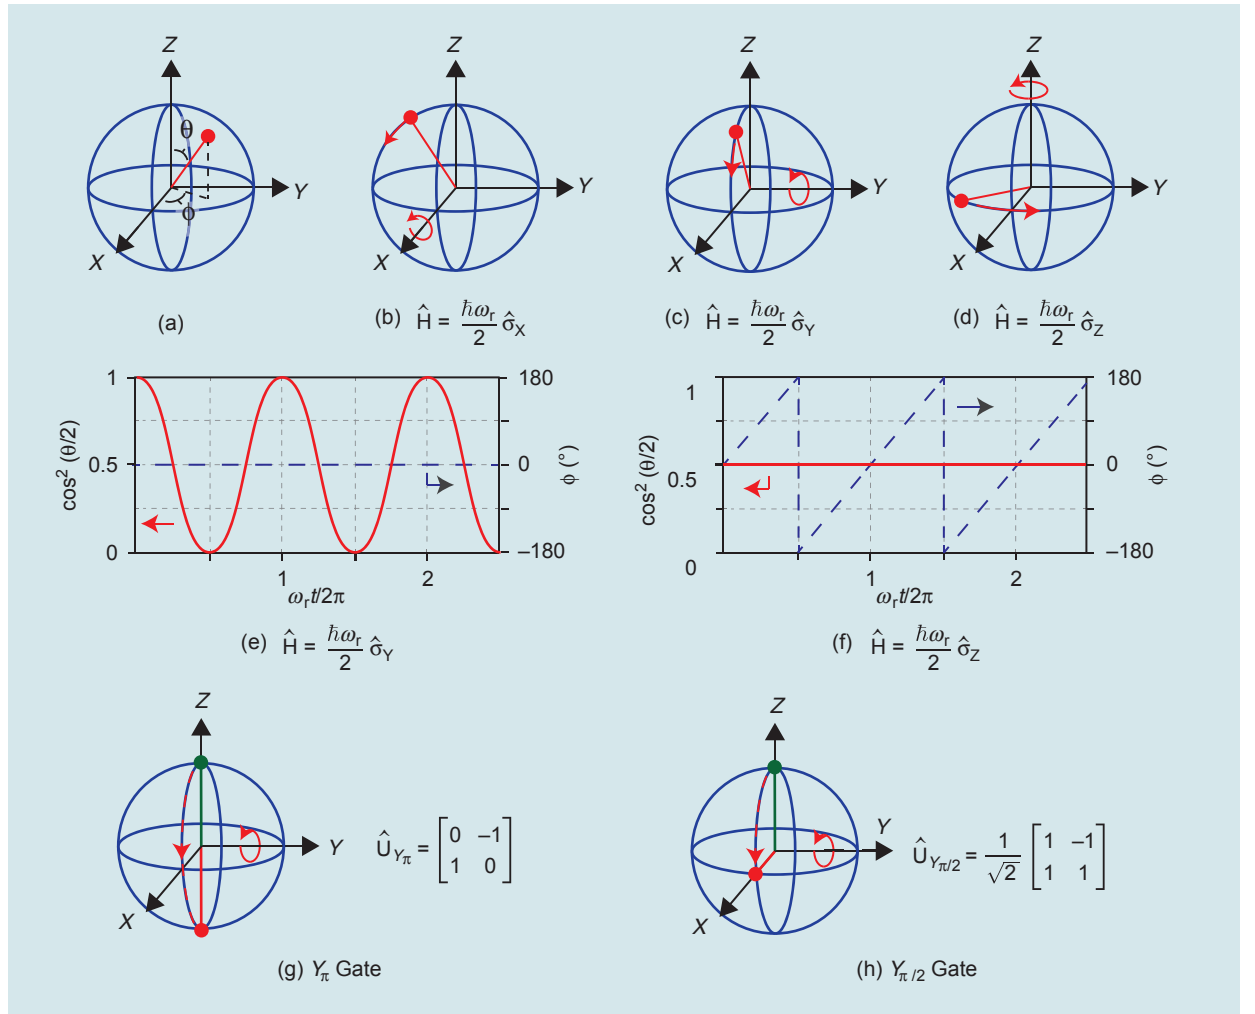 Z Z Z Z
θ
Y Y Y Y
ϕ
X X X X
(a)
(b) Ĥ = ħω_r/2 σ̂_X
(c) Ĥ = ħω_r/2 σ̂_Y
(d) Ĥ = ħω_r/2 σ̂_Z
cos² (θ/2)
1
0.5
0
180
0
–180
ϕ (°)
1 2
ω_r t/2π
(e) Ĥ = ħω_r/2 σ̂_Y
cos² (θ/2)
1
0.5
0
180
0
–180
ϕ (°)
1 2
ω_r t/2π
(f) Ĥ = ħω_r/2 σ̂_Z
Z
Y
X
Û_Yπ = [0 –1
1 0]
(g) Y_π Gate
Z
Y
X
Û_Yπ/2 = 1/√2 [1 –1
1 1]
(h) Y_π/2 Gate